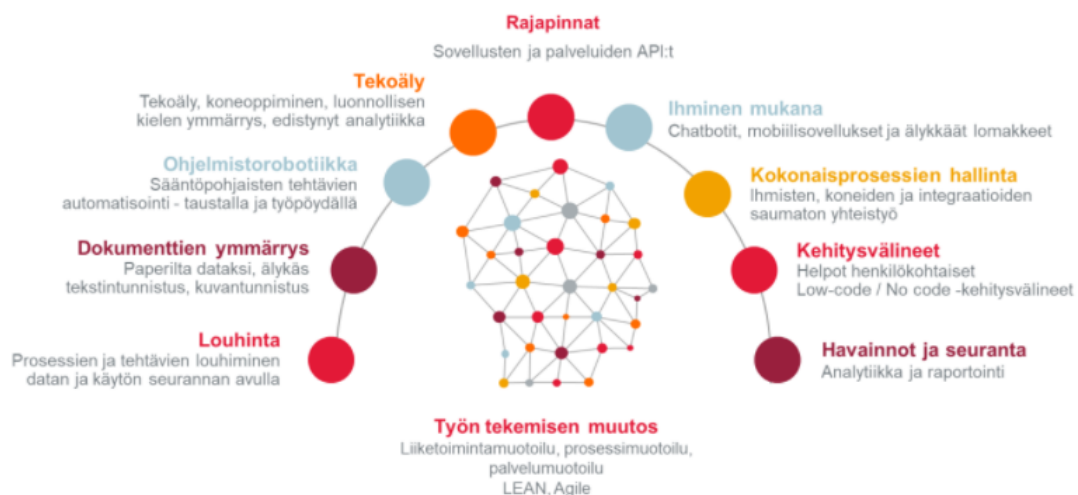 Rajapinnat
Sovellusten ja palveluiden API:t
Tekoäly
Tekoäly, koneoppiminen, luonnollisen
kielen ymmärrys, edistynyt analytiikka
Ihminen mukana
Chatbotit, mobiilisovellukset ja älykkäät lomakkeet
Ohjelmistorobotiikka
Sääntöpohjaisten tehtävien
automatisointi - taustalla ja työpöydällä
Kokonaisprosessien hallinta
Ihmisten, koneiden ja integraatioiden
saumaton yhteistyö
Dokumenttien ymmärrys
Paperilta dataksi, älykäs
tekstintunnistus, kuvantunnistus
Kehitysvälineet
Helpot henkilökohtaiset
Low-code / No code -kehitysvälineet
Louhinta
Prosessien ja tehtävien louhiminen
datan ja käytön seurannan avulla
Havainnot ja seuranta
Analytiikka ja raportointi
Työn tekemisen muutos
Liiketoimintamuotoilu, prosessimuotoilu,
palvelumuotoilu
LEAN, Agile